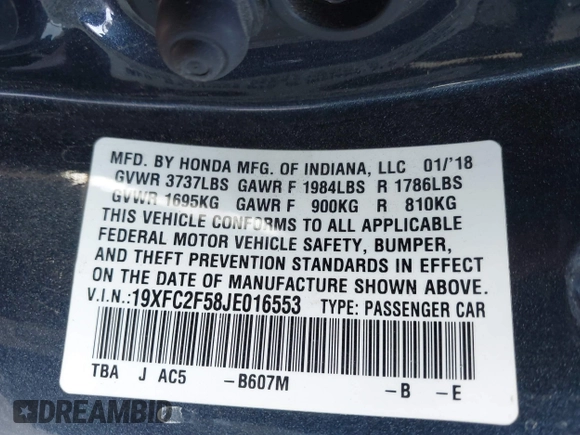 MFD. BY HONDA MFG. OF INDIANA, LLC 01/'18
GVWR 3737LBS GAWR F 1984LBS R 1786LBS
GVWR 1695KG GAWR F 900KG R 810KG
THIS VEHICLE CONFORMS TO ALL APPLICABLE
FEDERAL MOTOR VEHICLE SAFETY, BUMPER,
AND THEFT PREVENTION STANDARDS IN EFFECT
ON THE DATE OF MANUFACTURE SHOWN ABOVE.
V.I.N.:19XFC2F58JE016553 TYPE: PASSENGER CAR
TBA J AC5 -B607M -B -E
DREAMBID